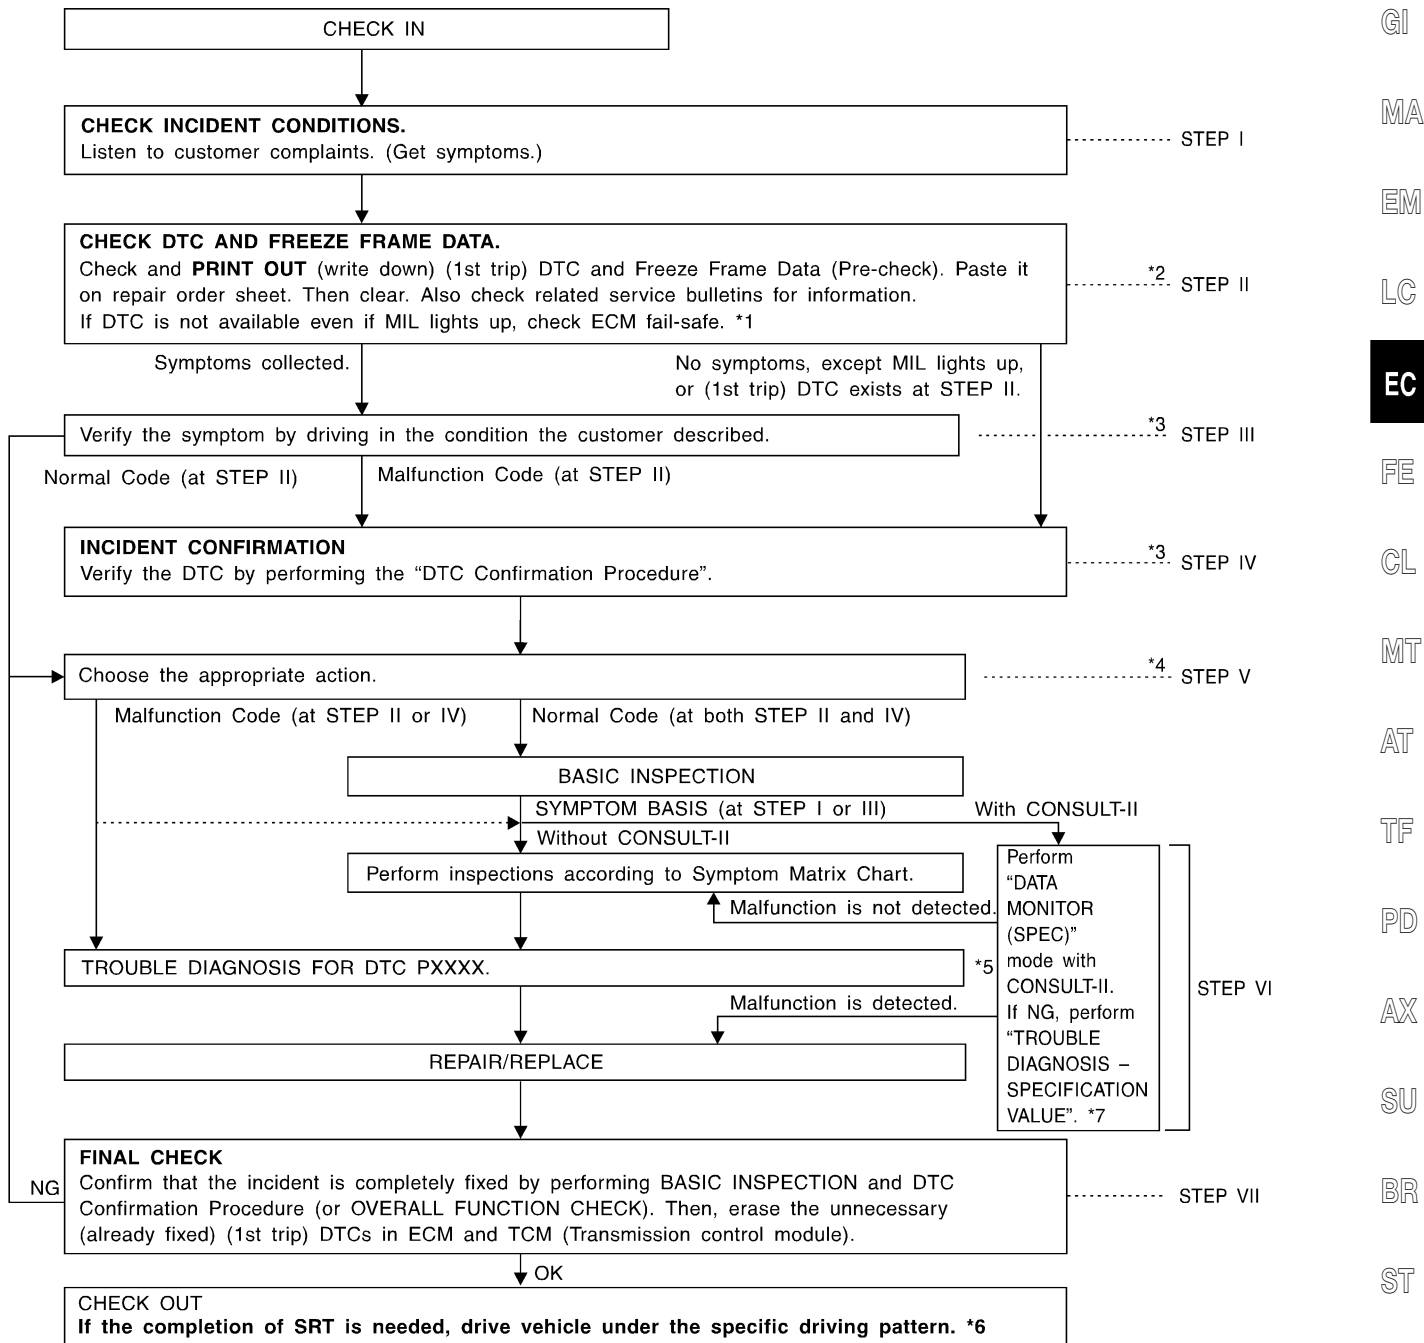 CHECK IN
CHECK INCIDENT CONDITIONS.
Listen to customer complaints. (Get symptoms.)
STEP I
CHECK DTC AND FREEZE FRAME DATA.
Check and PRINT OUT (write down) (1st trip) DTC and Freeze Frame Data (Pre-check). Paste it
on repair order sheet. Then clear. Also check related service bulletins for information.
If DTC is not available even if MIL lights up, check ECM fail-safe. *1
*2 STEP II
Symptoms collected.
No symptoms, except MIL lights up,
or (1st trip) DTC exists at STEP II.
Verify the symptom by driving in the condition the customer described.
*3 STEP III
Normal Code (at STEP II)
Malfunction Code (at STEP II)
INCIDENT CONFIRMATION
Verify the DTC by performing the “DTC Confirmation Procedure”.
*3 STEP IV
Choose the appropriate action.
*4 STEP V
Malfunction Code (at STEP II or IV)
Normal Code (at both STEP II and IV)
BASIC INSPECTION
SYMPTOM BASIS (at STEP I or III)
With CONSULT-II
Without CONSULT-II
Perform inspections according to Symptom Matrix Chart.
Malfunction is not detected.
TROUBLE DIAGNOSIS FOR DTC PXXXX.
*5
Malfunction is detected.
Perform
“DATA
MONITOR
(SPEC)”
mode with
CONSULT-II.
If NG, perform
“TROUBLE
DIAGNOSIS –
SPECIFICATION
VALUE”. *7
STEP VI
REPAIR/REPLACE
FINAL CHECK
Confirm that the incident is completely fixed by performing BASIC INSPECTION and DTC
Confirmation Procedure (or OVERALL FUNCTION CHECK). Then, erase the unnecessary
(already fixed) (1st trip) DTCs in ECM and TCM (Transmission control module).
NG
STEP VII
OK
CHECK OUT
If the completion of SRT is needed, drive vehicle under the specific driving pattern. *6
GI
MA
EM
LC
EC
FE
CL
MT
AT
TF
PD
AX
SU
BR
ST